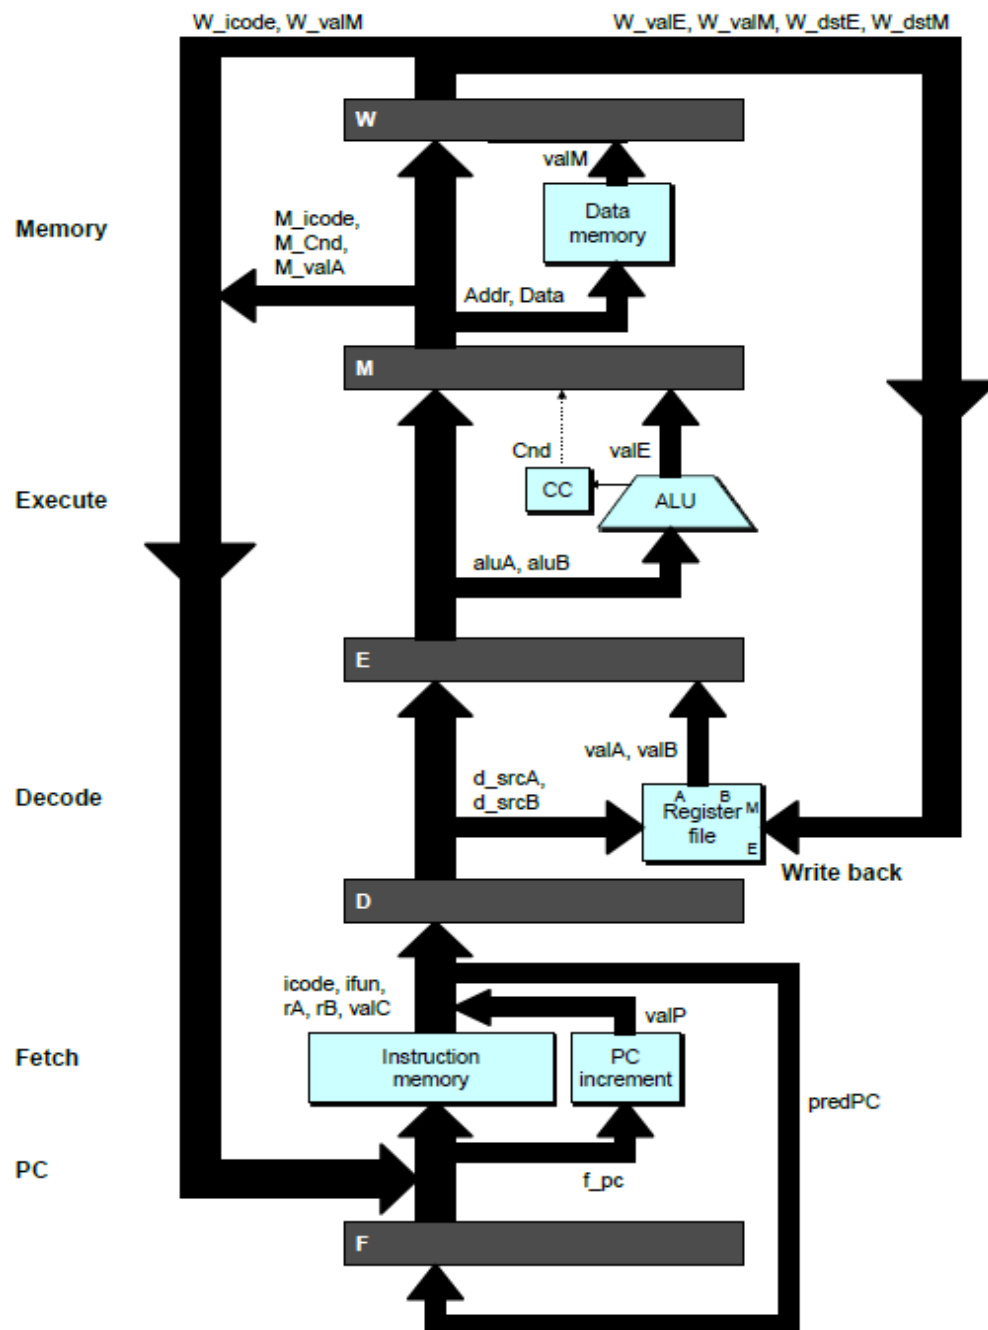 W_icode, W_valM
W_valE, W_valM, W_dstE, W_dstM
W
valM
Data
memory
Memory
M_icode,
M_Cnd,
M_valA
Addr, Data
M
Cnd
valE
CC
ALU
Execute
aluA, aluB
E
valA, valB
d_srcA,
d_srcB
Decode
A
B
M
Register
file
E
Write back
D
icode, ifun,
rA, rB, valC
valP
Fetch
Instruction
memory
PC
increment
predPC
PC
f_pc
F